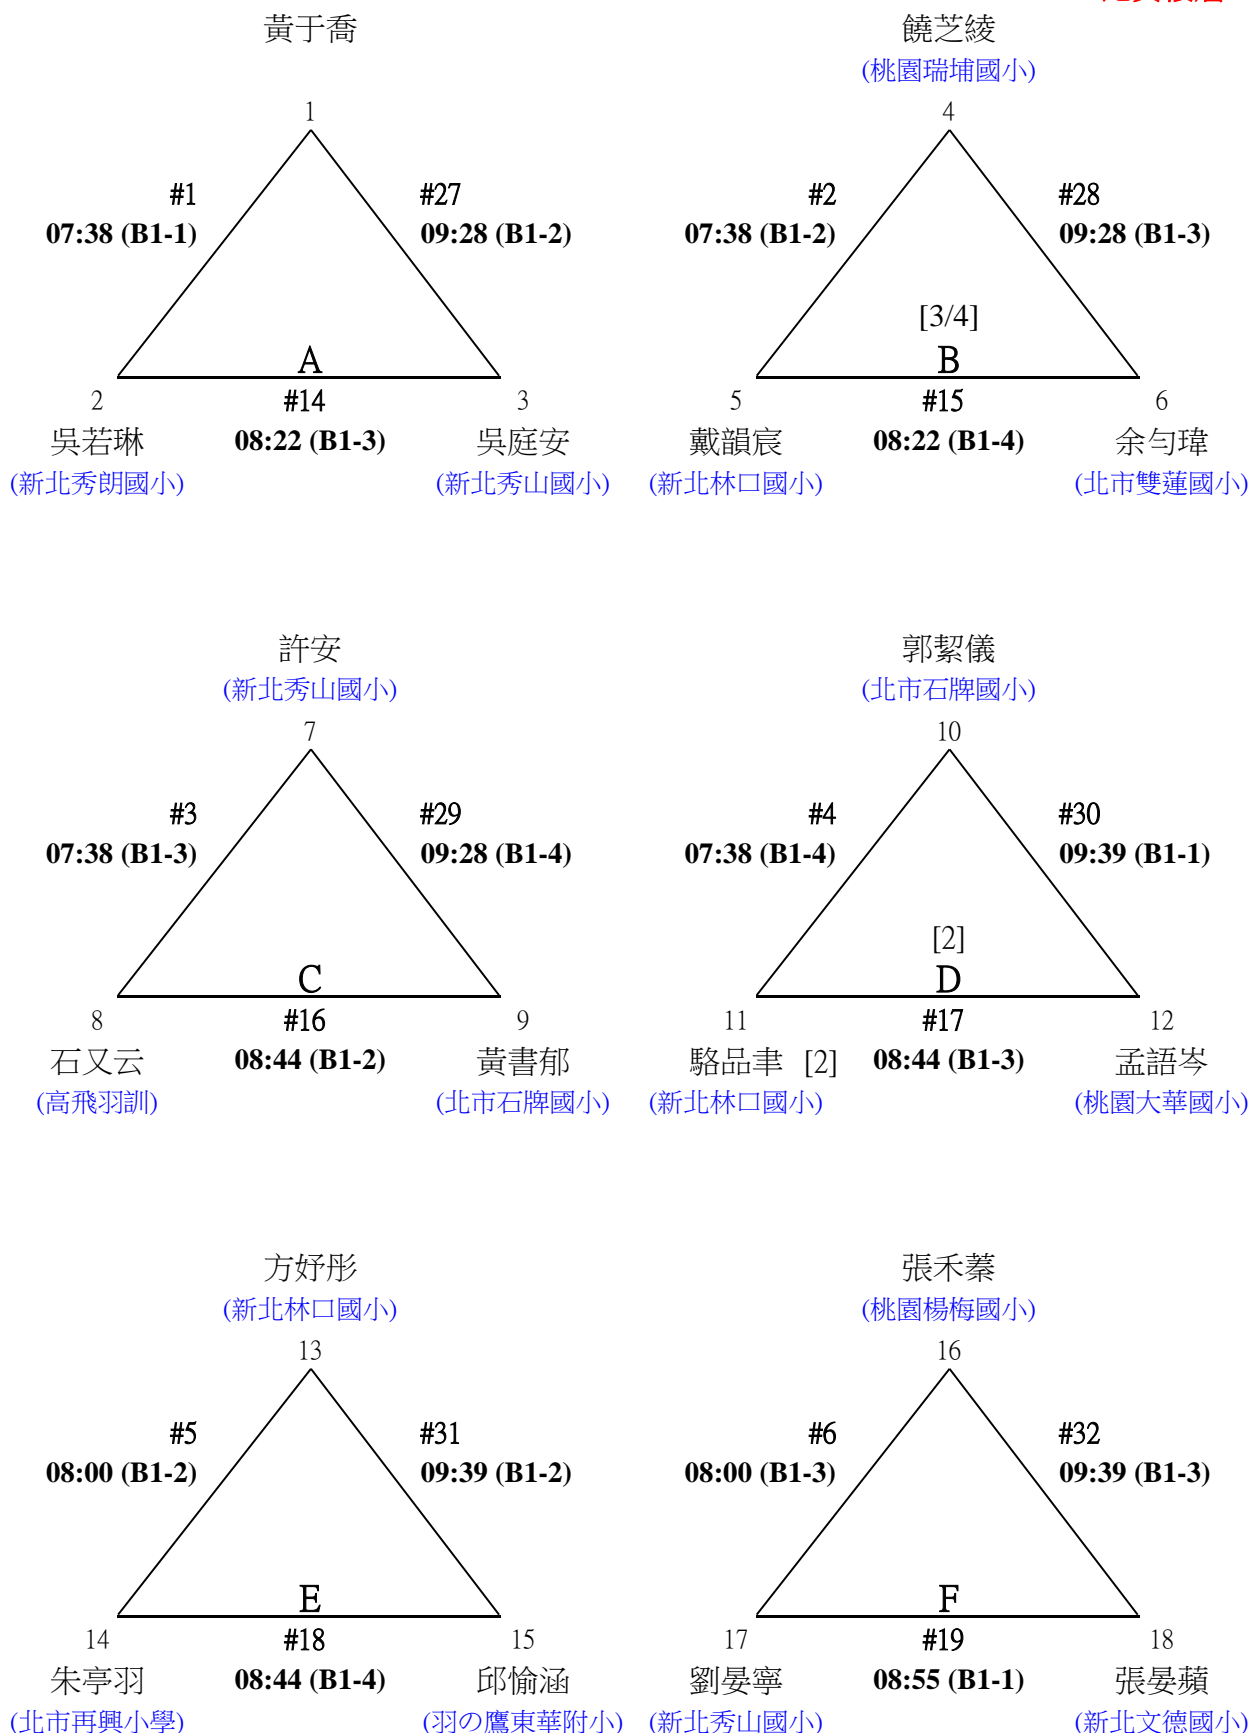 黃于喬
饒芝綾
(桃園瑞埔國小)
1
4
#1
07:38 (B1-1)
#27
09:28 (B1-2)
#2
07:38 (B1-2)
#28
09:28 (B1-3)
[3/4]
A
B
2
#14
3
5
#15
6
吳若琳
08:22 (B1-3)
吳庭安
戴韻宸
08:22 (B1-4)
余勻瑋
(新北秀朗國小)
(新北秀山國小)
(新北林口國小)
(北市雙蓮國小)
許安
(新北秀山國小)
郭絜儀
(北市石牌國小)
7
10
#3
07:38 (B1-3)
#29
09:28 (B1-4)
#4
07:38 (B1-4)
#30
09:39 (B1-1)
[2]
C
D
8
#16
9
11
#17
12
石又云
08:44 (B1-2)
黃書郁
駱品聿 [2]
08:44 (B1-3)
孟語岑
(高飛羽訓)
(北市石牌國小)
(新北林口國小)
(桃園大華國小)
方妤彤
(新北林口國小)
張禾蓁
(桃園楊梅國小)
13
16
#5
08:00 (B1-2)
#31
09:39 (B1-2)
#6
08:00 (B1-3)
#32
09:39 (B1-3)
E
F
14
#18
15
17
#19
18
朱亭羽
08:44 (B1-4)
邱愉涵
劉晏寧
08:55 (B1-1)
張晏蘋
(北市再興小學)
(羽の鷹東華附小)
(新北秀山國小)
(新北文德國小)